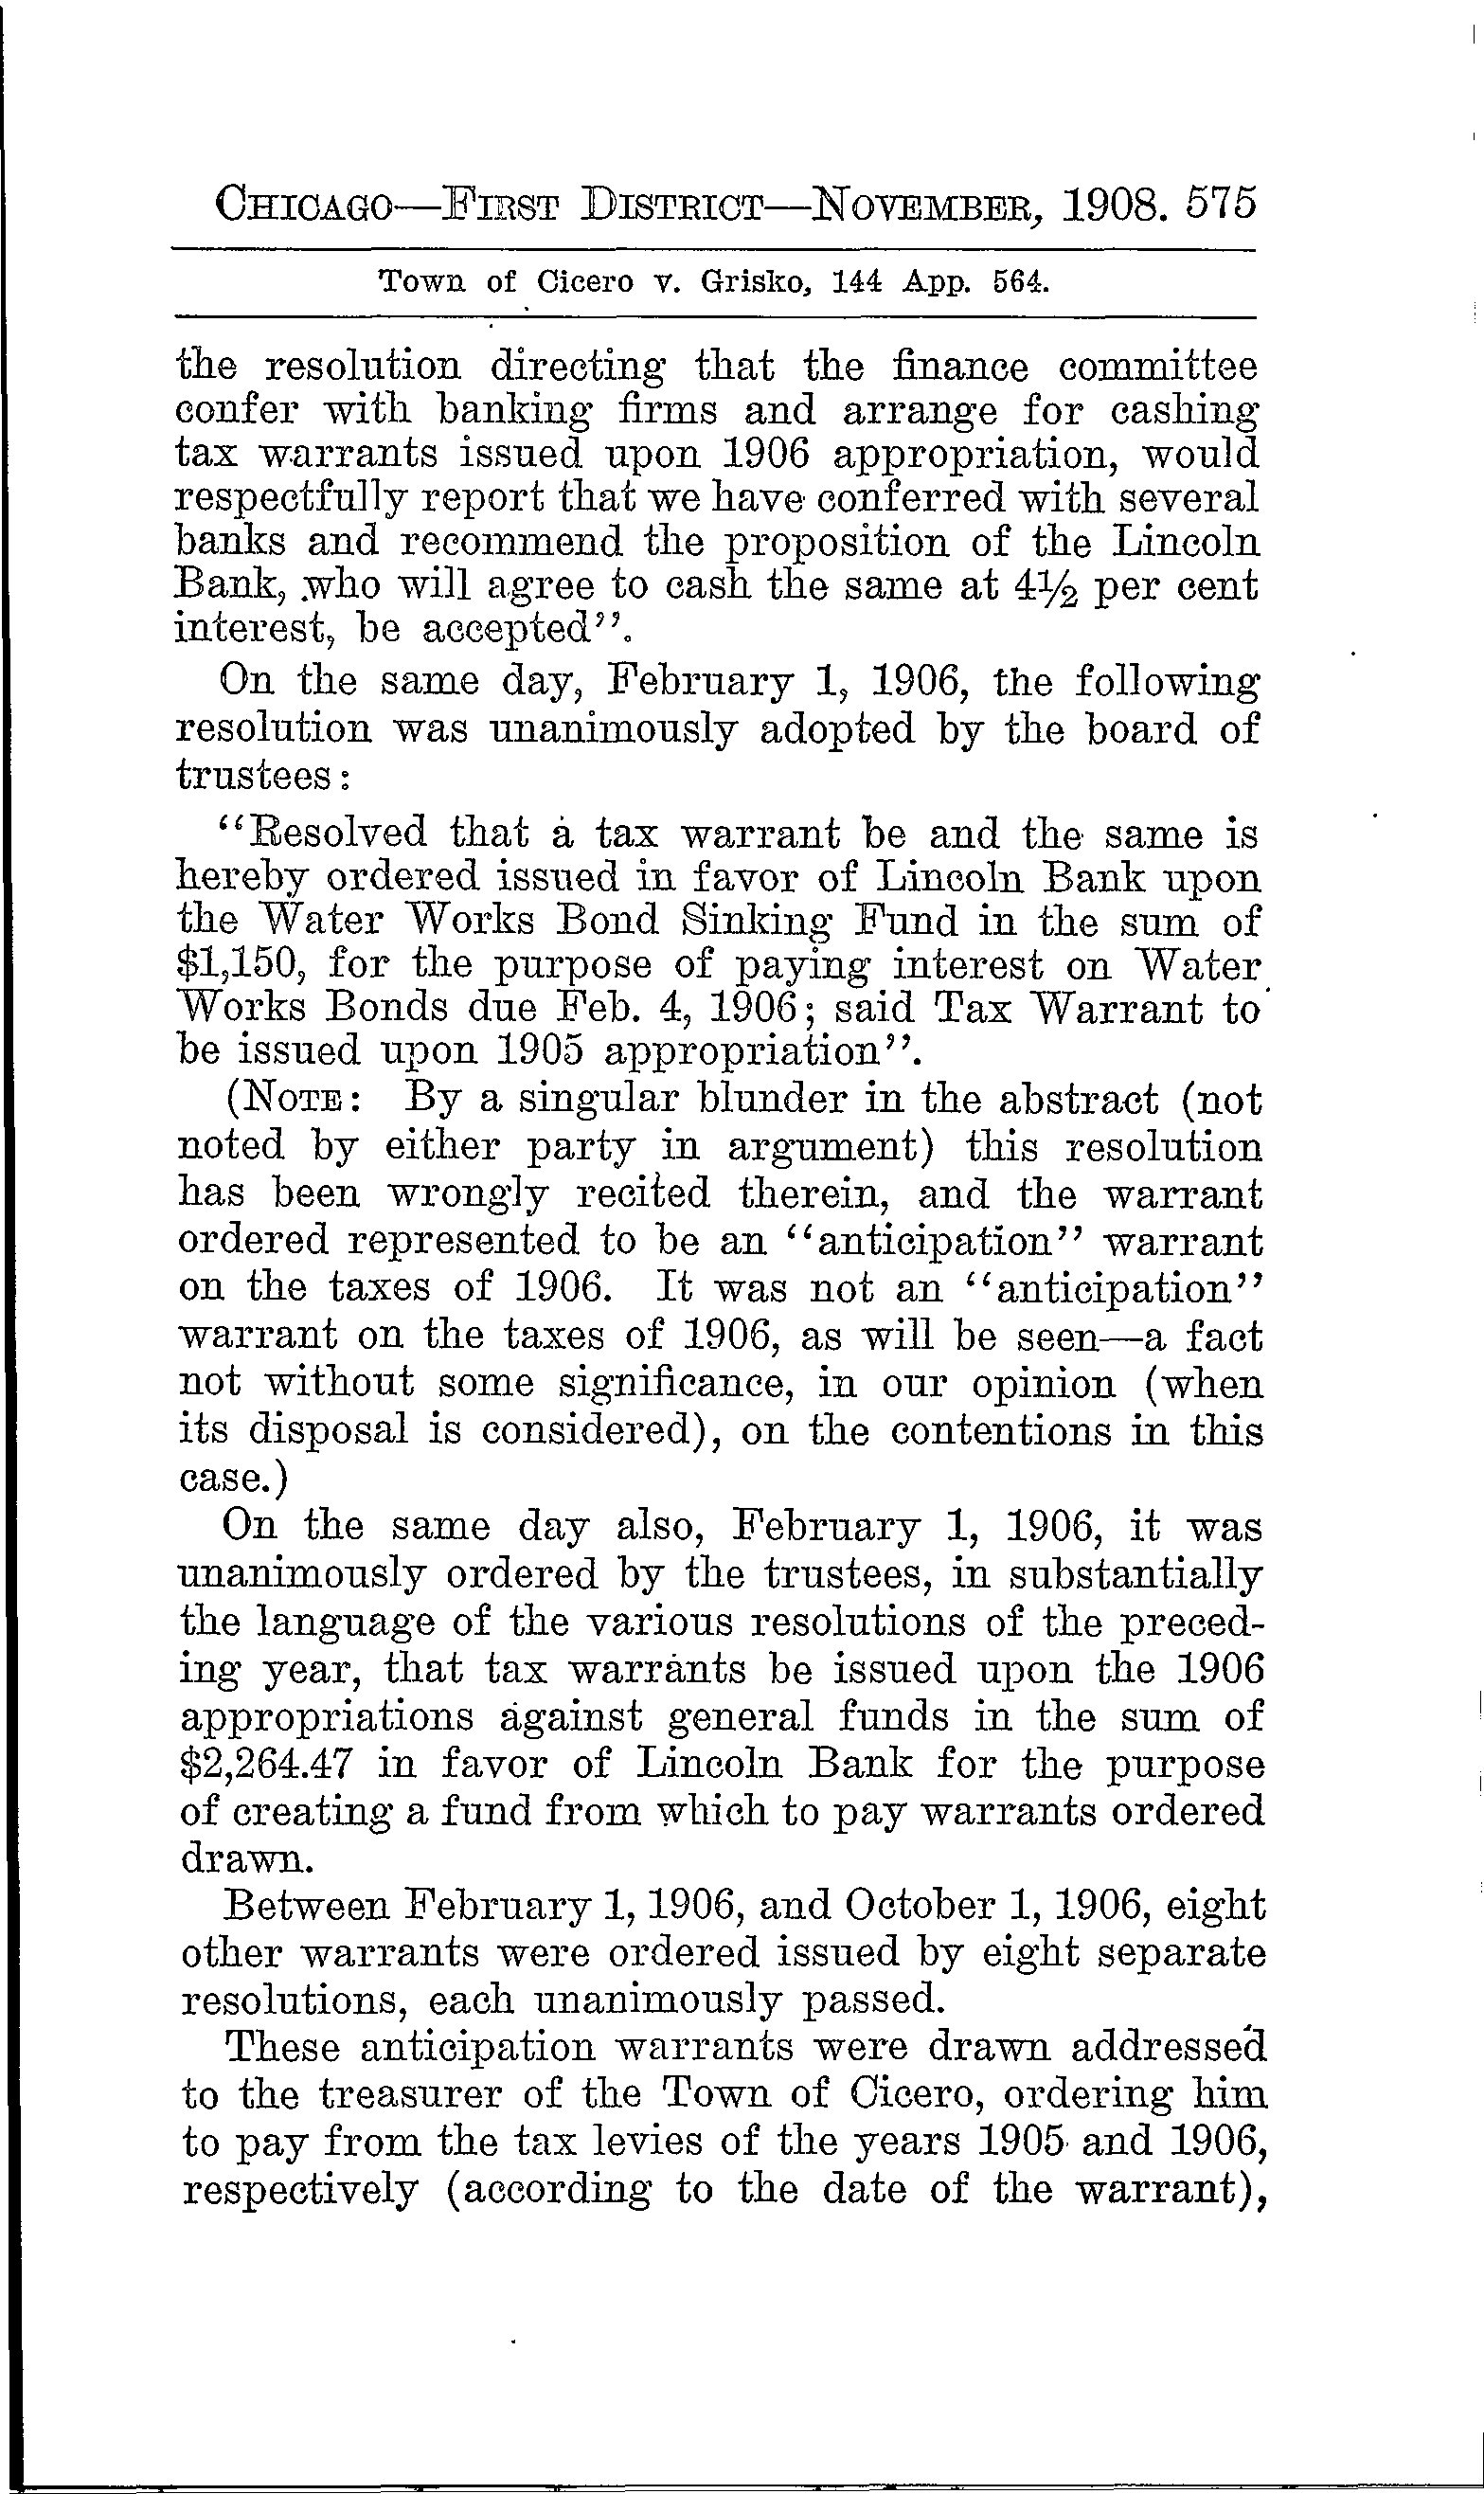 CHICAGO—FIRST DISTRICT—NOVEMBER, 1908. 575
Town of Cicero v. Grisko, 144 App. 564.
the resolution directing that the finance committee
confer with banking firms and arrange for cashing
tax warrants issued upon 1906 appropriation, would
respectfully report that we have conferred with several
banks and recommend the proposition of the Lincoln
Bank, who will agree to cash the same at 4½ per cent
interest, be accepted''.
On the same day, February 1, 1906, the following
resolution was unanimously adopted by the board of
trustees:
''Resolved that a tax warrant be and the same is
hereby ordered issued in favor of Lincoln Bank upon
the Water Works Bond Sinking Fund in the sum of
$1,150, for the purpose of paying interest on Water
Works Bonds due Feb. 4, 1906; said Tax Warrant to
be issued upon 1905 appropriation''.
(NOTE: By a singular blunder in the abstract (not
noted by either party in argument) this resolution
has been wrongly recited therein, and the warrant
ordered represented to be an ''anticipation'' warrant
on the taxes of 1906. It was not an ''anticipation''
warrant on the taxes of 1906, as will be seen—a fact
not without some significance, in our opinion (when
its disposal is considered), on the contentions in this
case.)
On the same day also, February 1, 1906, it was
unanimously ordered by the trustees, in substantially
the language of the various resolutions of the preced-
ing year, that tax warrants be issued upon the 1906
appropriations against general funds in the sum of
$2,264.47 in favor of Lincoln Bank for the purpose
of creating a fund from which to pay warrants ordered
drawn.
Between February 1, 1906, and October 1, 1906, eight
other warrants were ordered issued by eight separate
resolutions, each unanimously passed.
These anticipation warrants were drawn addressed
to the treasurer of the Town of Cicero, ordering him
to pay from the tax levies of the years 1905 and 1906,
respectively (according to the date of the warrant),